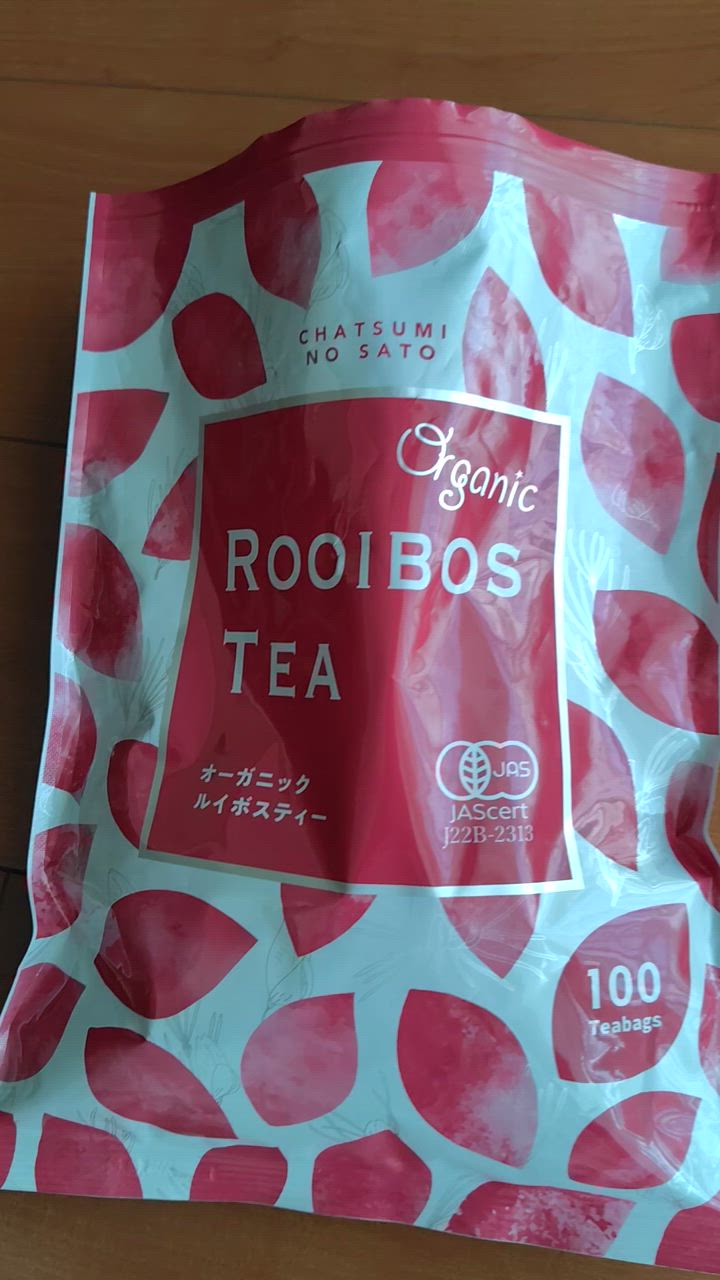 CHATSUMI
NO SATO
Organic
ROOIBOS
TEA
オーガニック
ルイボスティー
JAS
JAScert
J22B-2313
100
Teabags